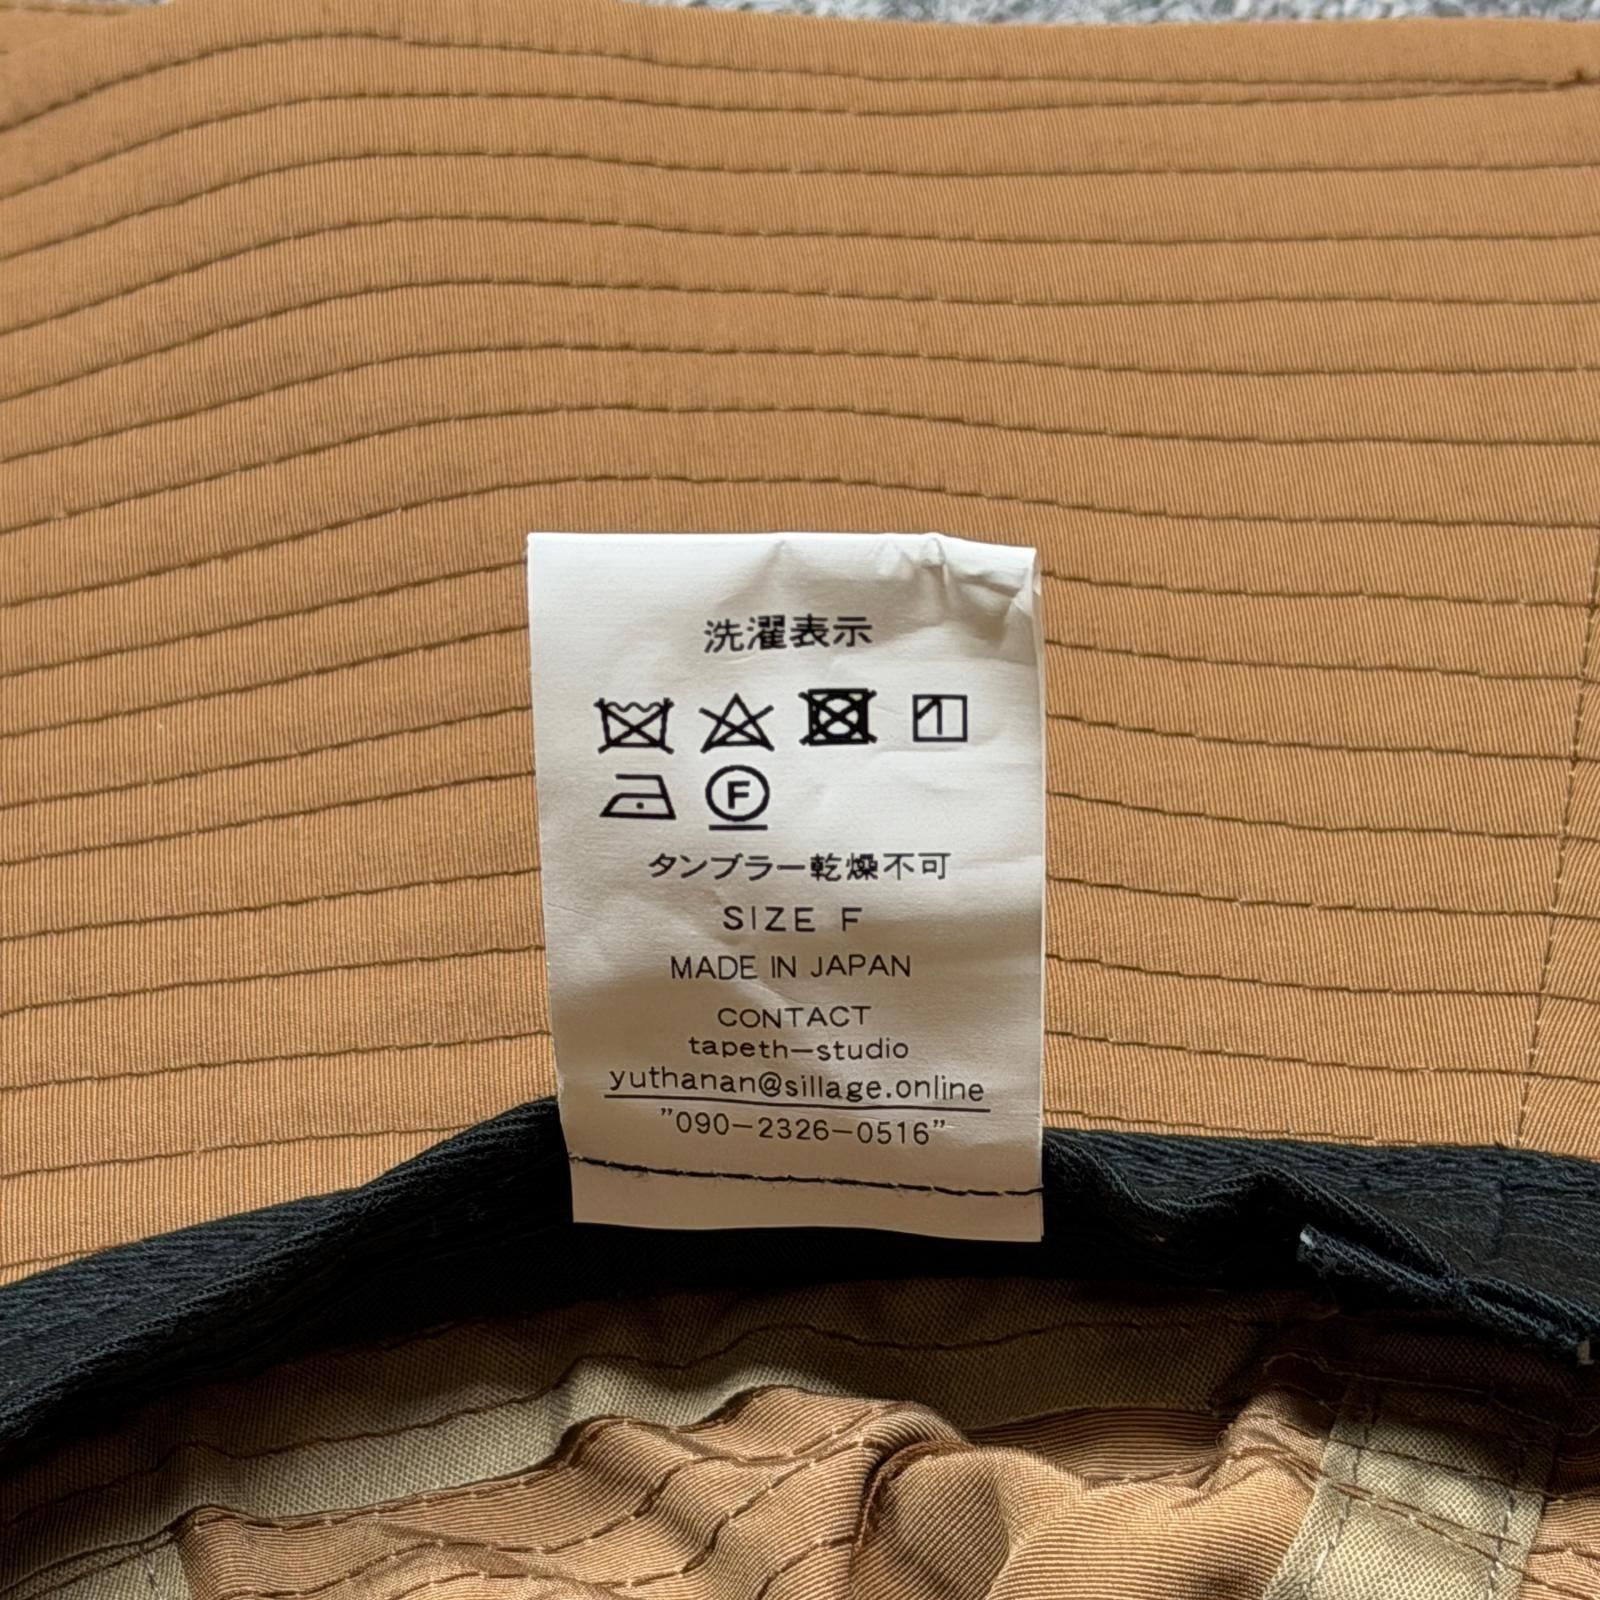 洗濯表示
F
タンブラー乾燥不可
SIZE F
MADE IN JAPAN
CONTACT
tapeth-studio
yuthanan@sillage.online
"090-2326-0516"